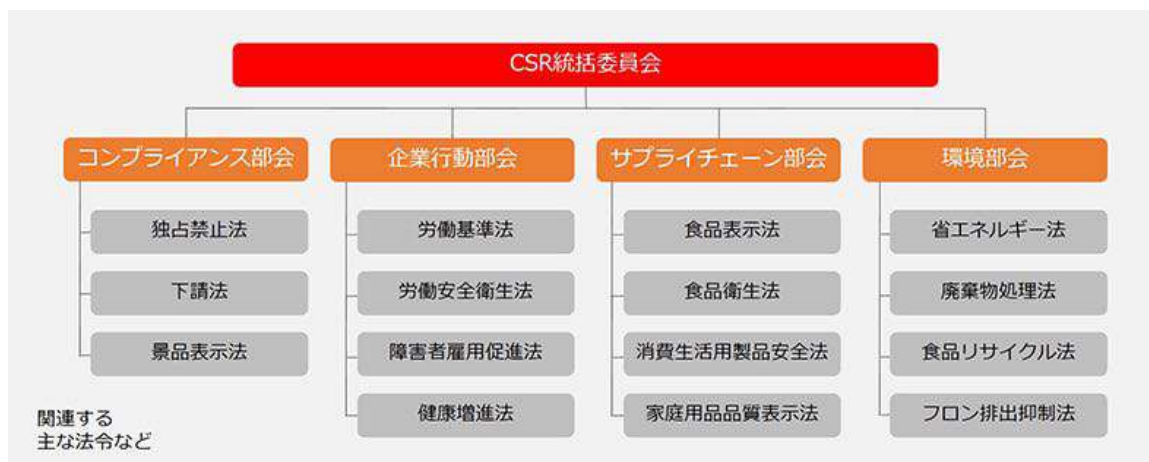 CSR統括委員会
コンプライアンス部会
独占禁止法
下請法
景品表示法
企業行動部会
労働基準法
労働安全衛生法
障害者雇用促進法
健康増進法
サプライチェーン部会
食品表示法
食品衛生法
消費生活用製品安全法
家庭用品品質表示法
環境部会
省エネルギー法
廃棄物処理法
食品リサイクル法
フロン排出抑制法
関連する
主な法令など